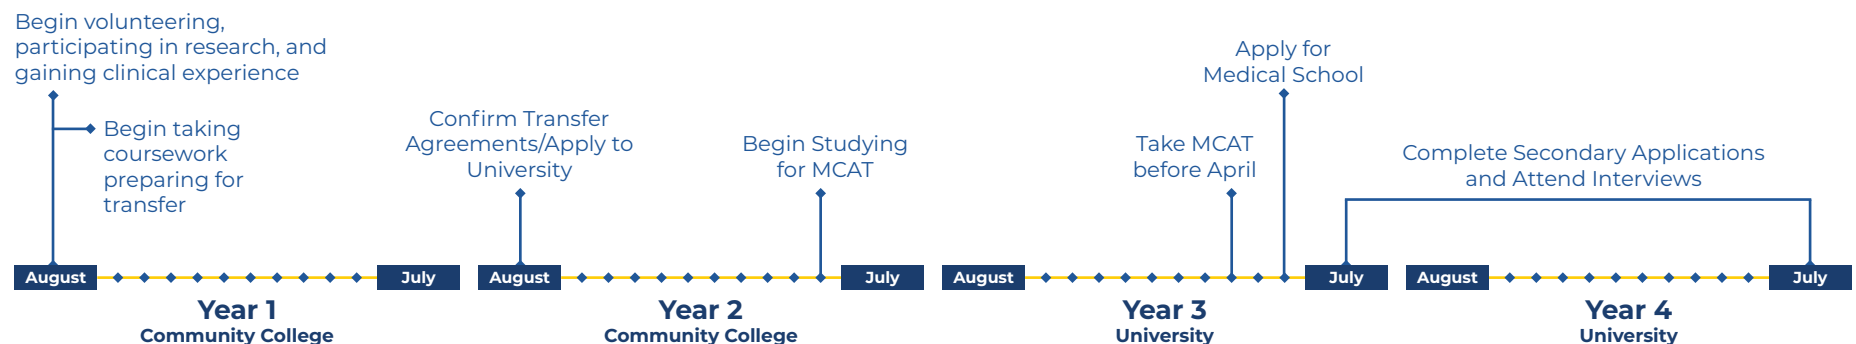 Begin volunteering,
participating in research, and
gaining clinical experience
Begin taking
coursework
preparing for
transfer
Confirm Transfer
Agreements/Apply to
University
Begin Studying
for MCAT
Take MCAT
before April
Apply for
Medical School
Complete Secondary Applications
and Attend Interviews
August
July
August
July
August
July
August
July
Year 1
Community College
Year 2
Community College
Year 3
University
Year 4
University